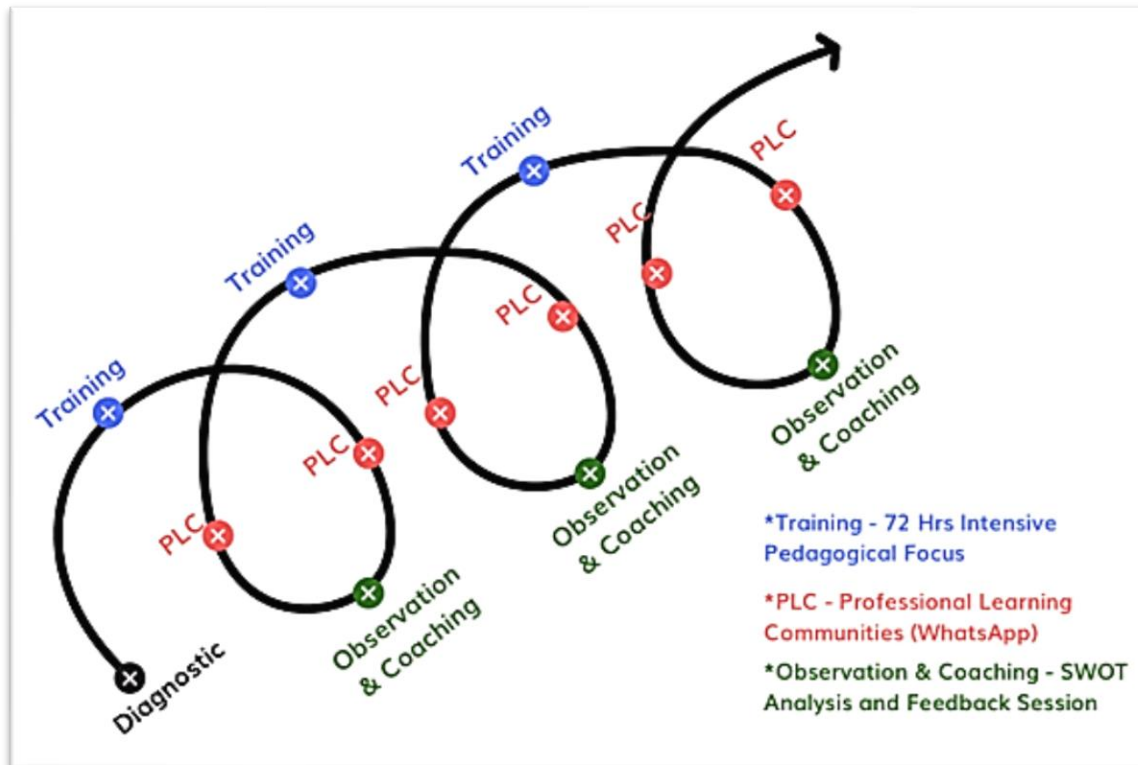 Training
PLC
Training
PLC
Training
PLC
PLC
PLC
PLC
Observation
& Coaching
Observation
& Coaching
Observation
& Coaching
Diagnostic
*Training - 72 Hrs Intensive
Pedagogical Focus
*PLC - Professional Learning
Communities (WhatsApp)
*Observation & Coaching - SWOT
Analysis and Feedback Session